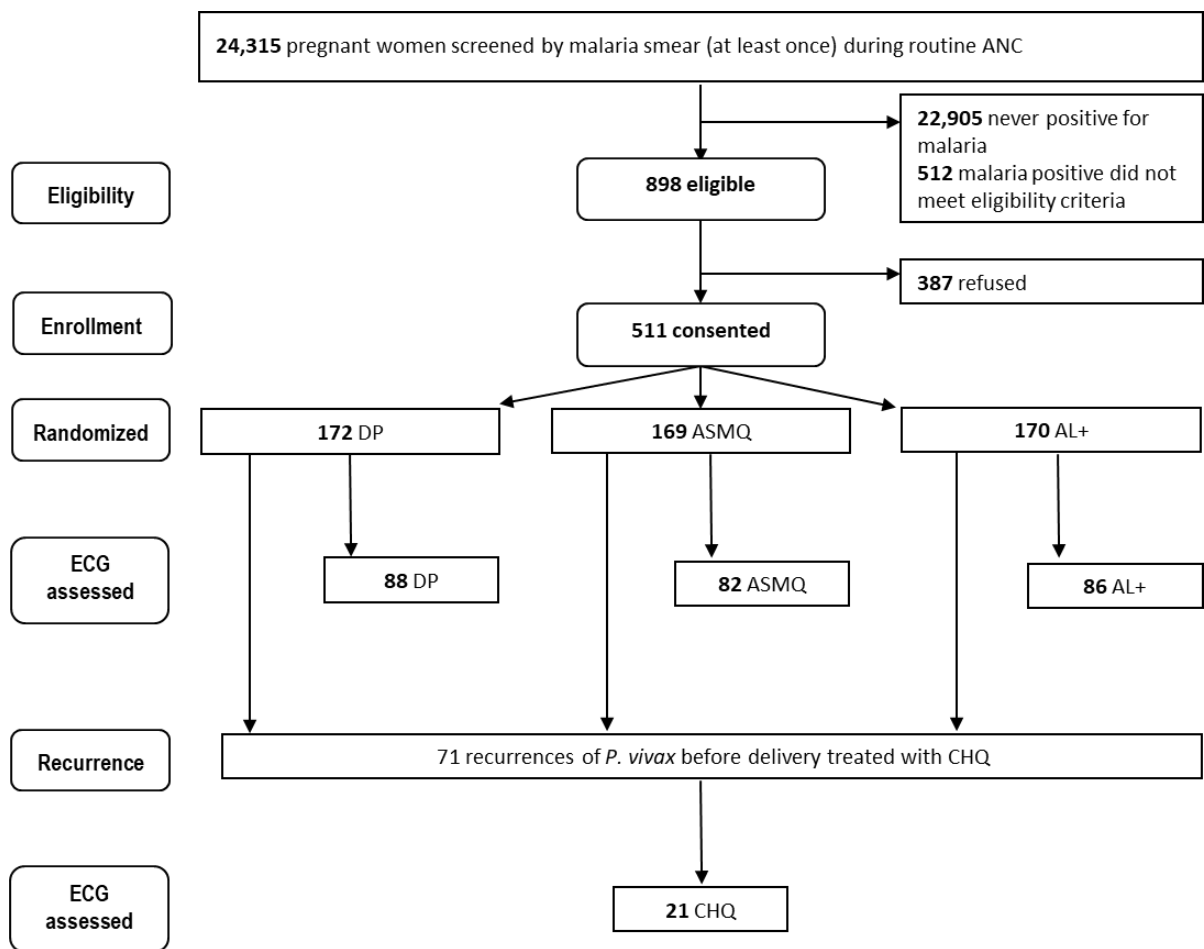 24,315 pregnant women screened by malaria smear (at least once) during routine ANC
22,905 never positive for
malaria
512 malaria positive did not
meet eligibility criteria
Eligibility
898 eligible
387 refused
Enrollment
511 consented
Randomized
172 DP
169 ASMQ
170 AL+
ECG
assessed
88 DP
82 ASMQ
86 AL+
Recurrence
71 recurrences of P. vivax before delivery treated with CHQ
ECG
assessed
21 CHQ